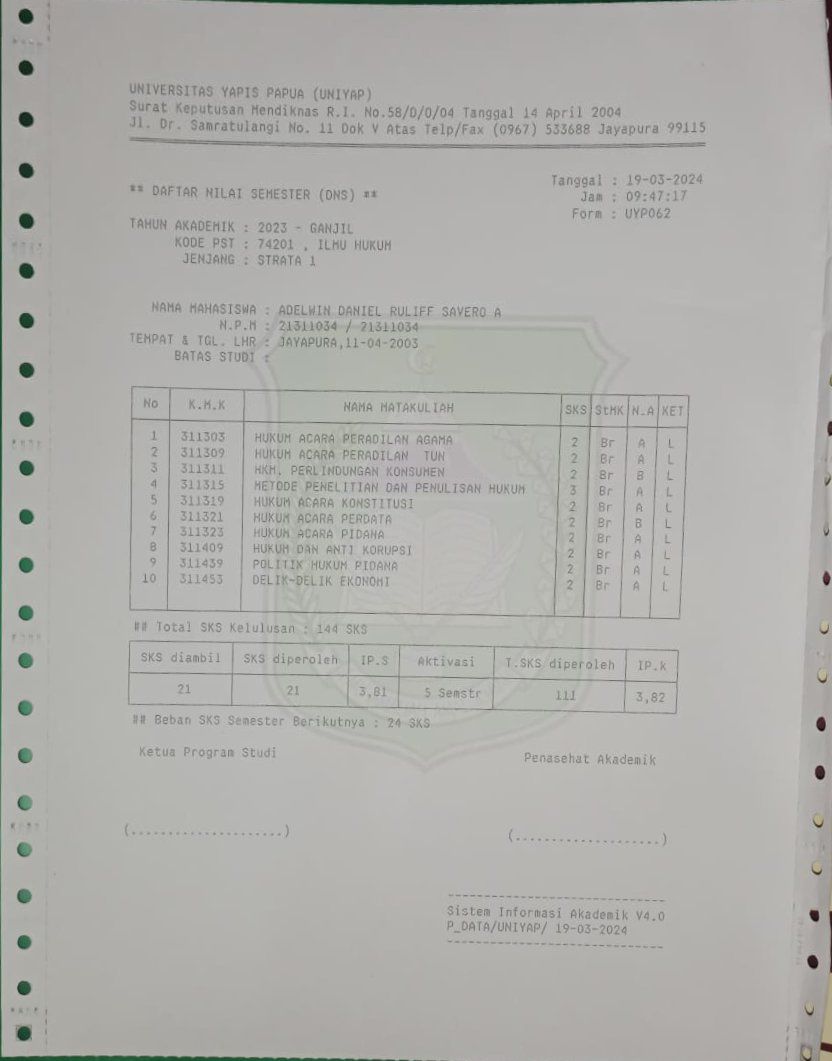 UNIVERSITAS YAPIS PAPUA (UNIYAP)
Surat Keputusan Mendiknas R.I. No.58/D/O/04 Tanggal 14 April 2004
Jl. Dr. Samratulangi No. 11 Dok V Atas Telp/Fax (0967) 533688 Jayapura 99115
Tanggal : 19-03-2024
** DAFTAR NILAI SEMESTER (DNS) **
Jam : 09:47:17
Form : UYP062
TAHUN AKADEMIK : 2023 - GANJIL
KODE PST : 74201 , ILMU HUKUM
JENJANG : STRATA 1
NAMA MAHASISWA : ADELWIN DANIEL RULIFF SAVERO A
N.P.M : 21311034 / 21311034
TEMPAT & TGL. LHR : JAYAPURA,11-04-2003
BATAS STUDI :
No K.M.K NAMA MATAKULIAH SKS StMK N.A KET
1 311303 HUKUM ACARA PERADILAN AGAMA 2 Br A L
2 311309 HUKUM ACARA PERADILAN TUN 2 Br A L
3 311311 HKM. PERLINDUNGAN KONSUMEN 2 Br B L
4 311315 METODE PENELITIAN DAN PENULISAN HUKUM 3 Br A L
5 311319 HUKUM ACARA KONSTITUSI 2 Br A L
6 311321 HUKUM ACARA PERDATA 2 Br B L
7 311323 HUKUM ACARA PIDANA 2 Br A L
8 311409 HUKUM DAN ANTI KORUPSI 2 Br A L
9 311439 POLITIK HUKUM PIDANA 2 Br A L
10 311453 DELIK-DELIK EKONOMI 2 Br A L
## Total SKS Kelulusan : 144 SKS
SKS diambil SKS diperoleh IP.S Aktivasi T.SKS diperoleh IP.k
21 21 3,81 5 Semstr 111 3,82
## Beban SKS Semester Berikutnya : 24 SKS
Ketua Program Studi Penasehat Akademik
(.....................) (....................)
Sistem Informasi Akademik V4.0
P_DATA/UNIYAP/ 19-03-2024